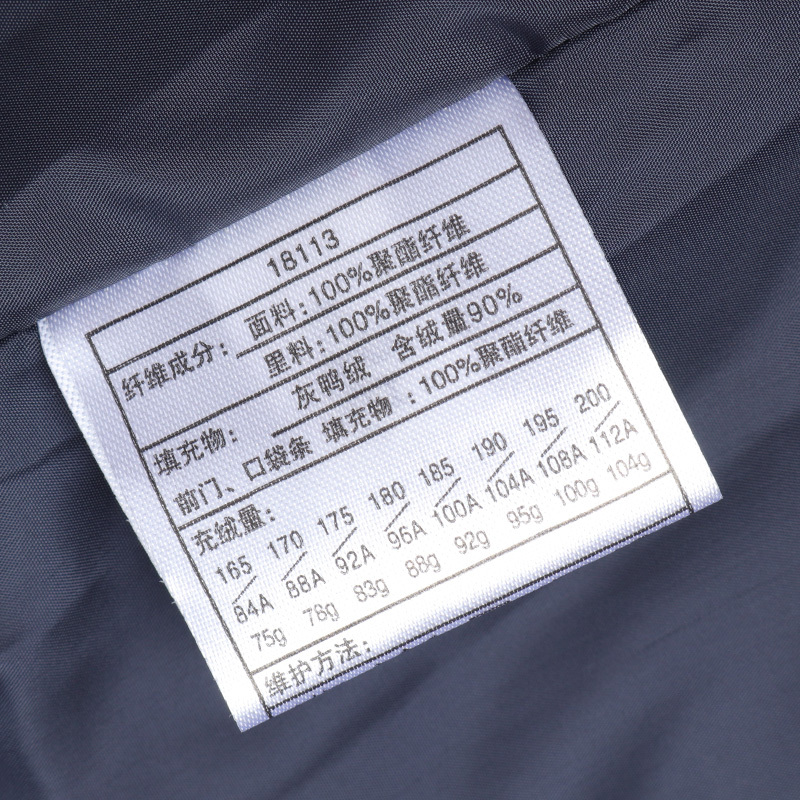 18113
纤维成分：面料：100%聚酯纤维
里料：100%聚酯纤维
填充物：灰鸭绒 含绒量90%
前门、口袋条 填充物：100%聚酯纤维
充绒量：
165/84A 170/88A 175/92A 180/96A 185/100A 190/104A 195/108A 200/112A
75g 78g 83g 88g 92g 95g 100g 104g
维护方法：